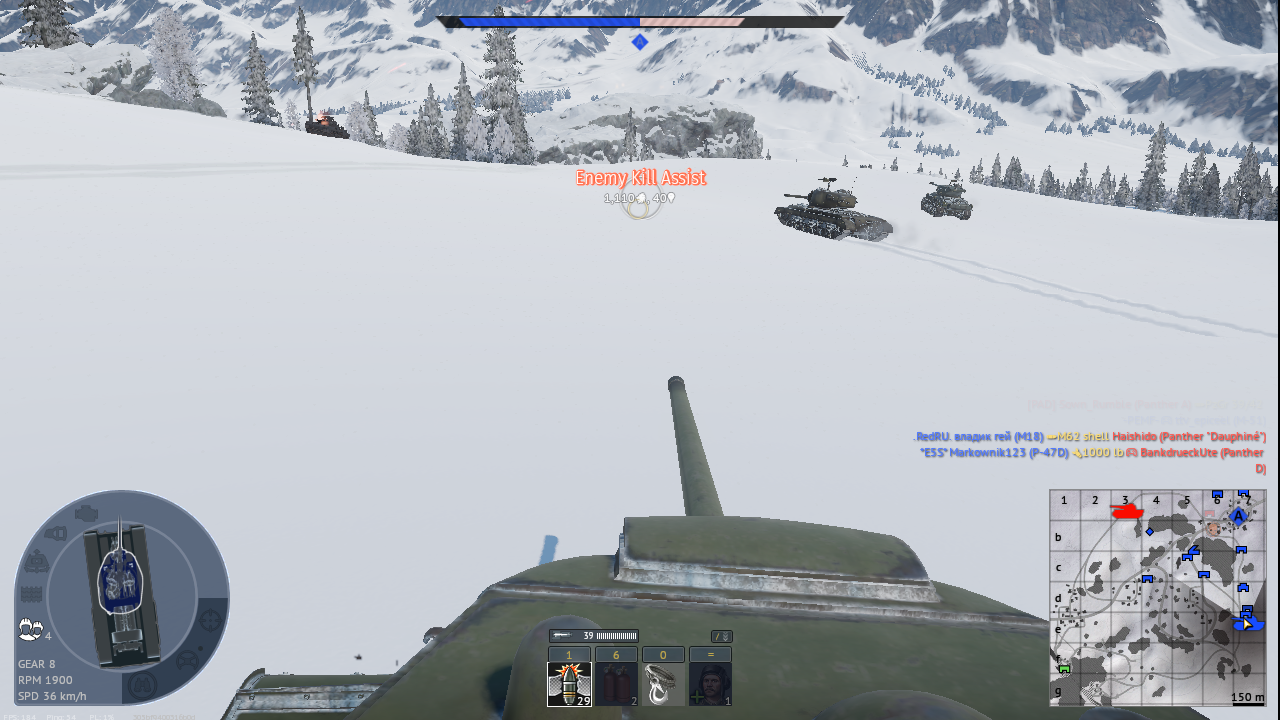 A
Enemy Kill Assist
1,110 , 40
.RedRU. владик гей (M18) M62 shell Haishido (Panther "Dauphiné")
*E5S* Markownik123 (P-47D) 1000 lb BankdrueckUte (Panther
D)
1 2 3 4 5 6 7
A
b
c
d
e
g
150 m
4
GEAR 8
RPM 1900
SPD 36 km/h
39
1 6 0 =
29 2 1